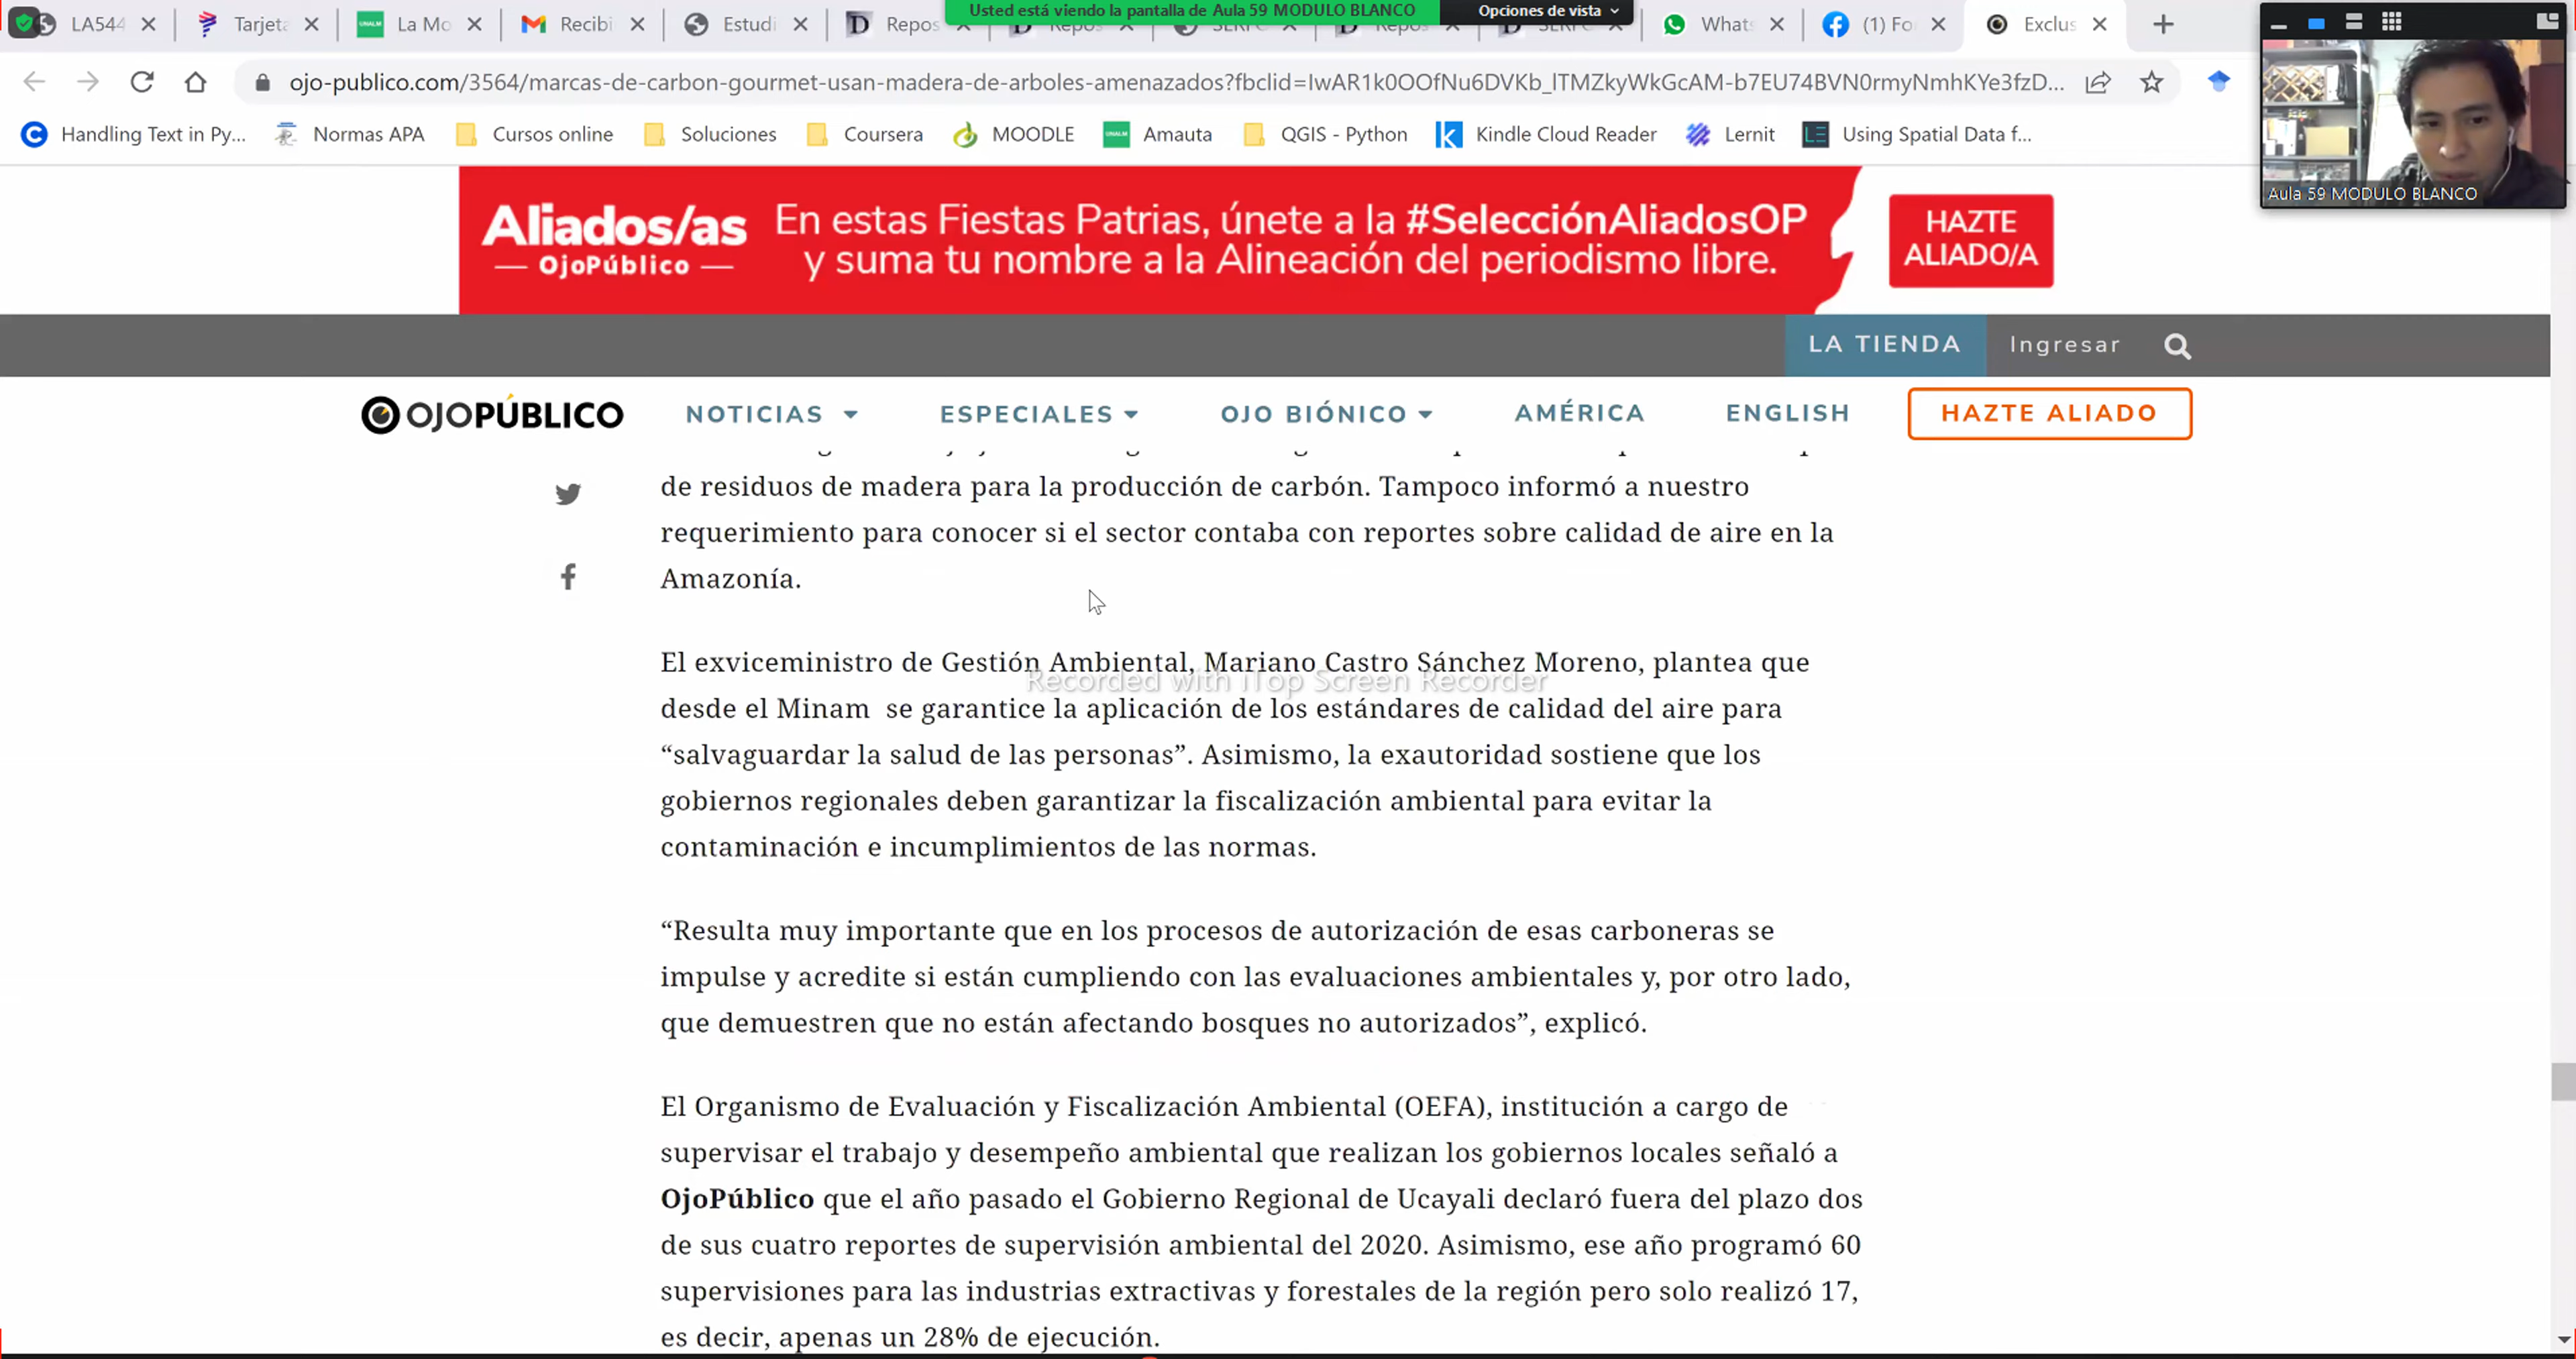 LA544
Tarjeta
La Mo
Recibi
Estudi
Repos
Usted está viendo la pantalla de Aula 59 MODULO BLANCO
Opciones de vista
Whats
(1) Fo
Exclus
ojo-publico.com/3564/marcas-de-carbon-gourmet-usan-madera-de-arboles-amenazados?fbclid=IwAR1k0OOfNu6DVKb_lTMZkyWkGcAM-b7EU74BVN0rmyNmhKYe3fzD...
Handling Text in Py...
Normas APA
Cursos online
Soluciones
Coursera
MOODLE
UNALM
Amauta
QGIS - Python
Kindle Cloud Reader
Lernit
LE
Using Spatial Data f...
Aula 59 MODULO BLANCO
Aliados/as
OjoPúblico
En estas Fiestas Patrias, únete a la #SelecciónAliadosOP
y suma tu nombre a la Alineación del periodismo libre.
HAZTE
ALIADO/A
LA TIENDA
Ingresar
OJOPÚBLICO
NOTICIAS
ESPECIALES
OJO BIÓNICO
AMÉRICA
ENGLISH
HAZTE ALIADO
de residuos de madera para la producción de carbón. Tampoco informó a nuestro
requerimiento para conocer si el sector contaba con reportes sobre calidad de aire en la
Amazonía.
El exviceministro de Gestión Ambiental, Mariano Castro Sánchez Moreno, plantea que
Recorded with iTop Screen Recorder
desde el Minam se garantice la aplicación de los estándares de calidad del aire para
“salvaguardar la salud de las personas”. Asimismo, la exautoridad sostiene que los
gobiernos regionales deben garantizar la fiscalización ambiental para evitar la
contaminación e incumplimientos de las normas.
“Resulta muy importante que en los procesos de autorización de esas carboneras se
impulse y acredite si están cumpliendo con las evaluaciones ambientales y, por otro lado,
que demuestren que no están afectando bosques no autorizados”, explicó.
El Organismo de Evaluación y Fiscalización Ambiental (OEFA), institución a cargo de
supervisar el trabajo y desempeño ambiental que realizan los gobiernos locales señaló a
OjoPúblico que el año pasado el Gobierno Regional de Ucayali declaró fuera del plazo dos
de sus cuatro reportes de supervisión ambiental del 2020. Asimismo, ese año programó 60
supervisiones para las industrias extractivas y forestales de la región pero solo realizó 17,
es decir, apenas un 28% de ejecución.